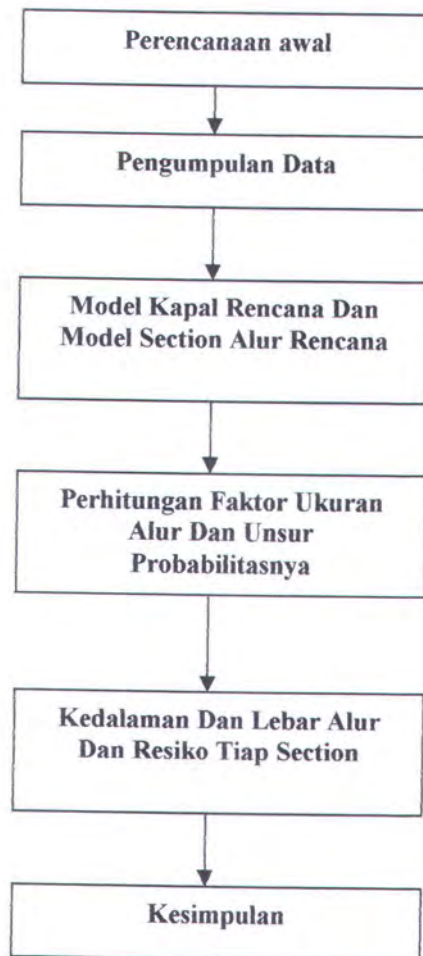 Perencanaan awal
Pengumpulan Data
Model Kapal Rencana Dan
Model Section Alur Rencana
Perhitungan Faktor Ukuran
Alur Dan Unsur
Probabilitasnya
Kedalaman Dan Lebar Alur
Dan Resiko Tiap Section
Kesimpulan